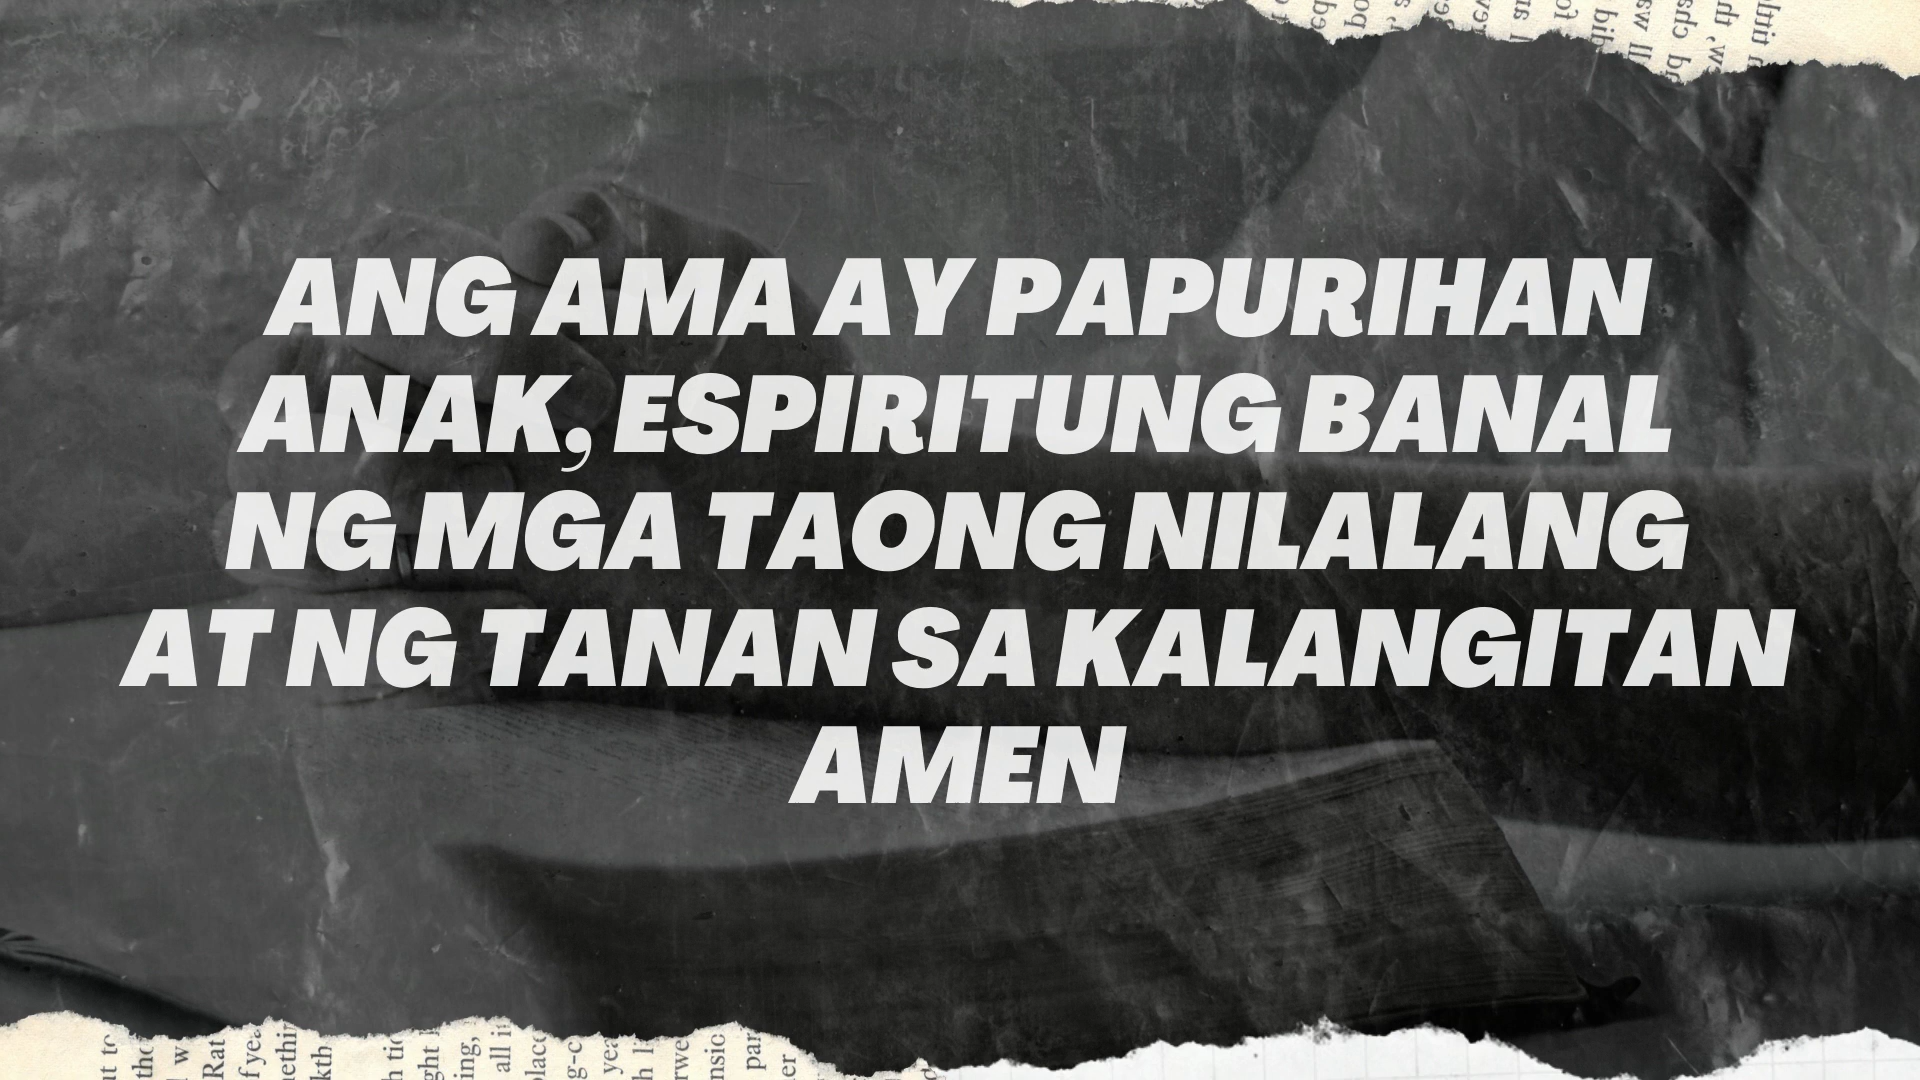 ANG AMA AY PAPURIHAN
ANAK, ESPIRITUNG BANAL
NG MGA TAONG NILALANG
AT NG TANAN SA KALANGITAN
AMEN